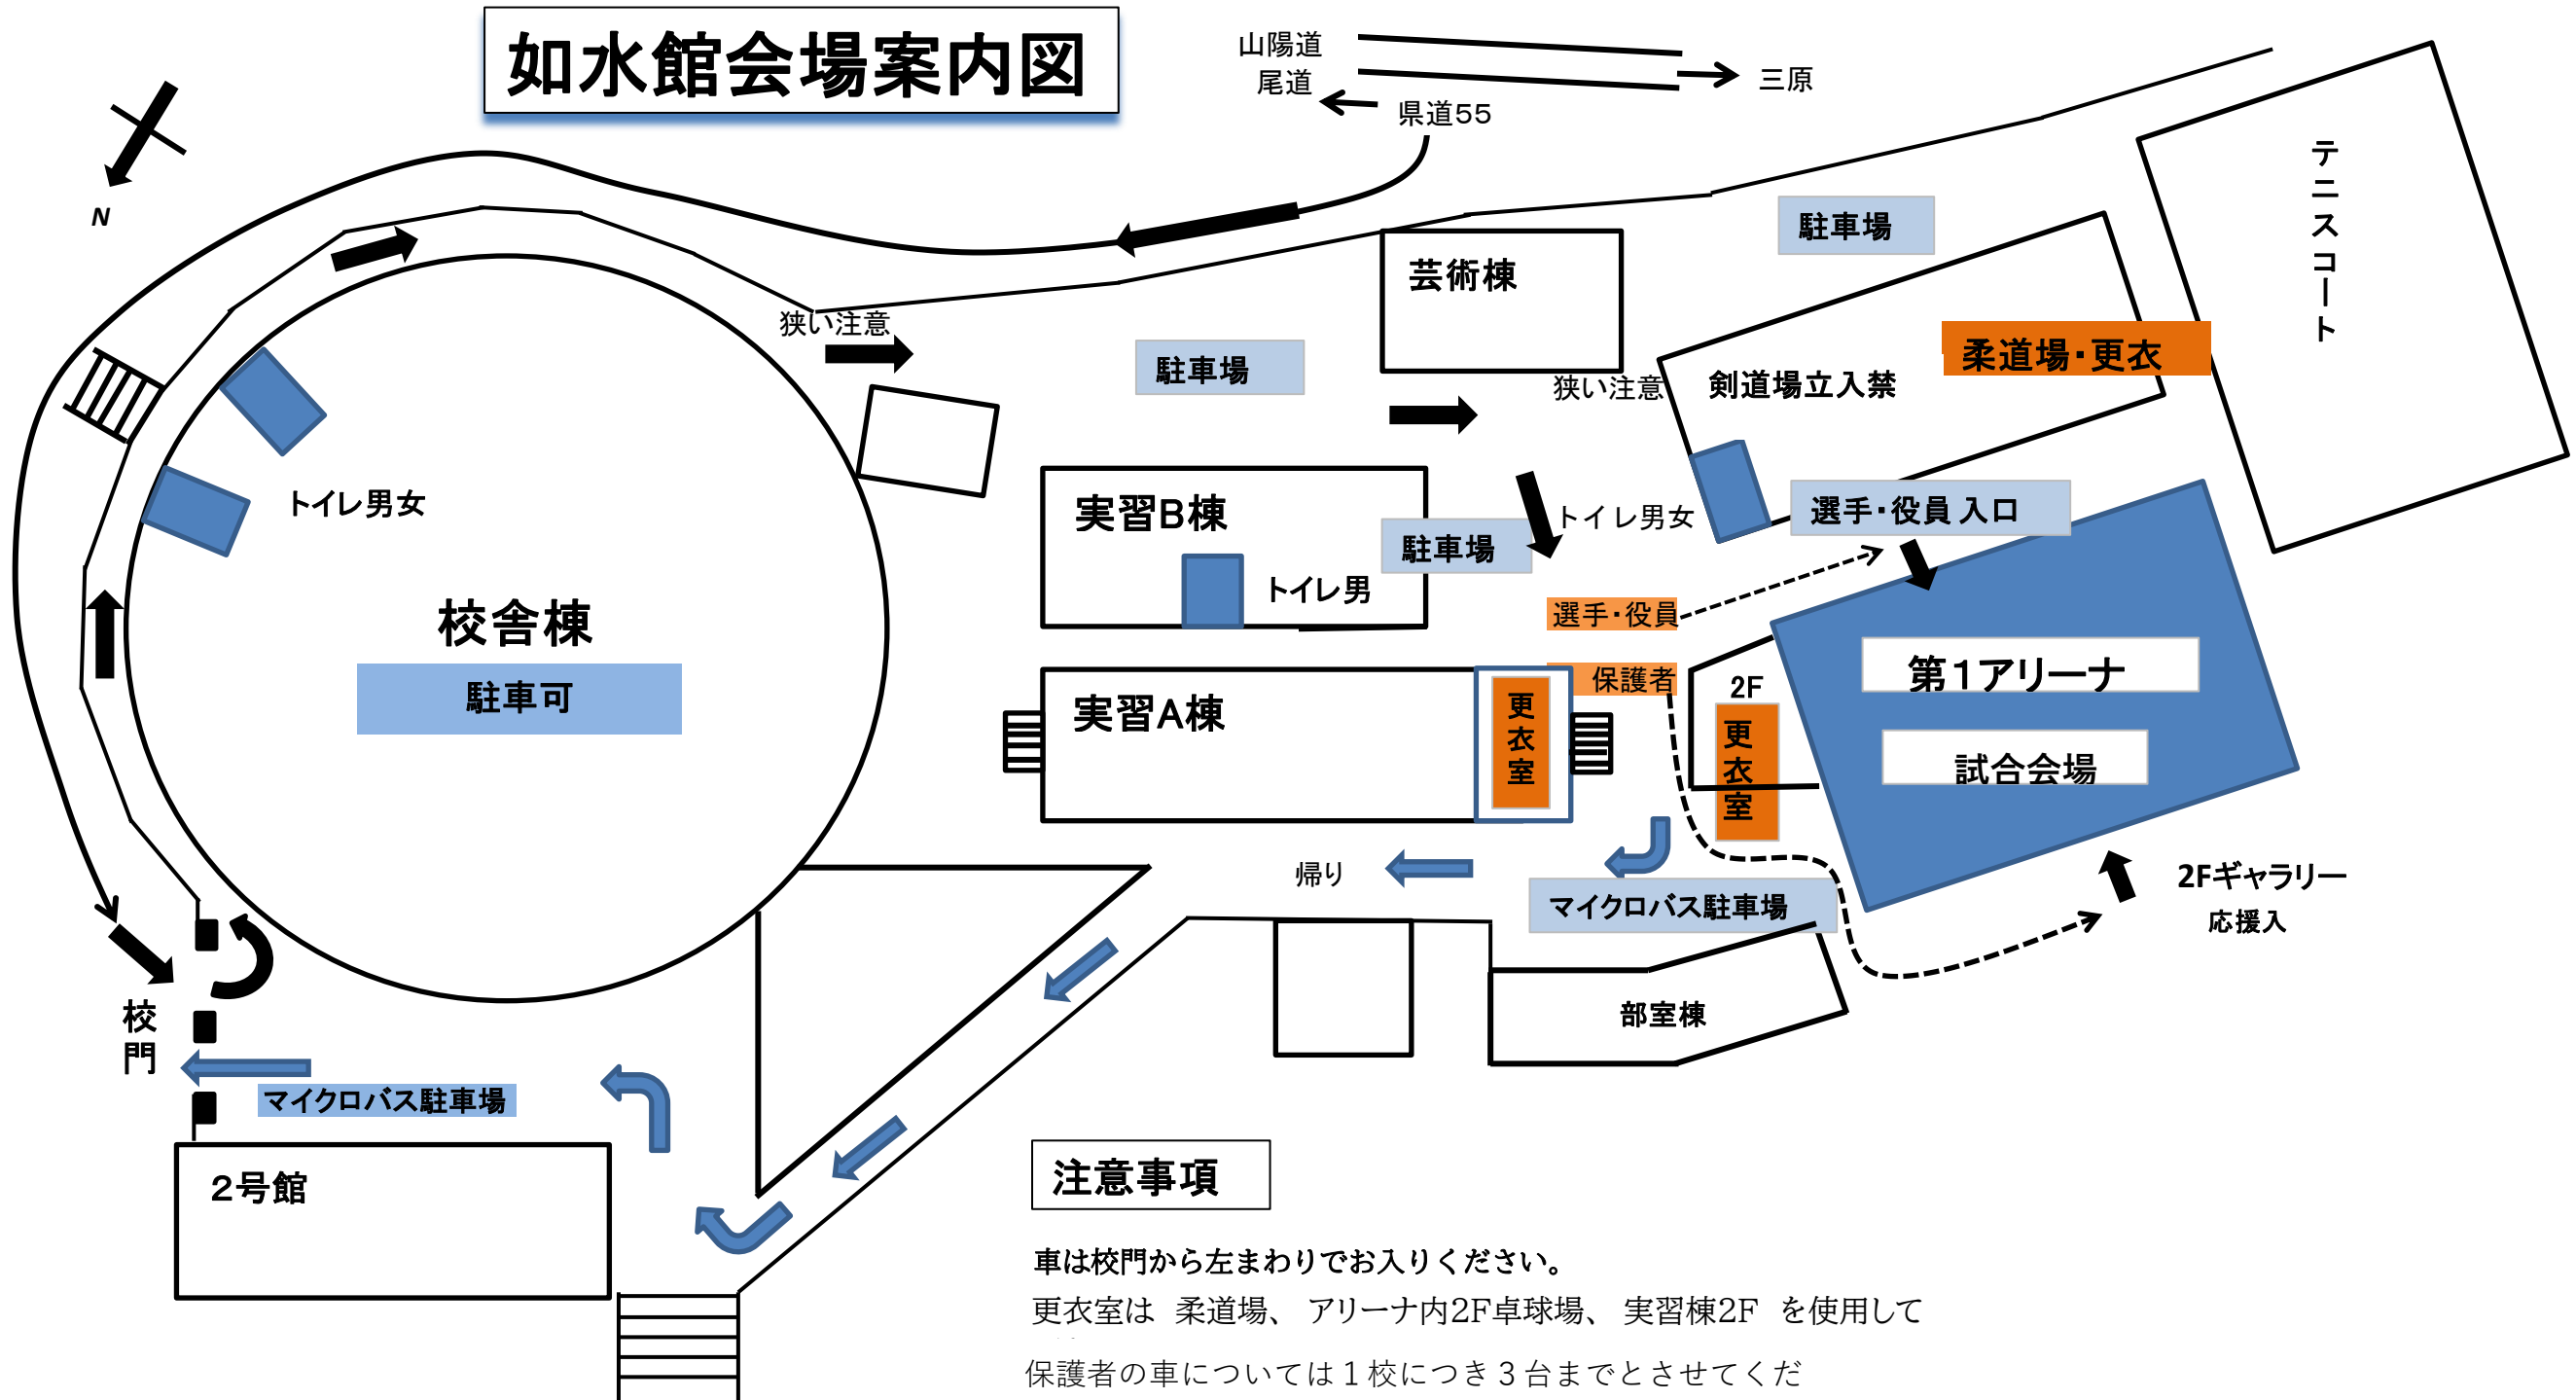 如水館会場案内図
山陽道
尾道
三原
県道55
N
テニスコート
駐車場
芸術棟
狭い注意
駐車場
柔道場・更衣
狭い注意
剣道場立入禁
トイレ男女
実習B棟
駐車場
トイレ男女
選手・役員 入口
トイレ男
校舎棟
駐車可
選手・役員
保護者
実習A棟
更衣室
2F
更衣室
第1アリーナ
試合会場
帰り
マイクロバス駐車場
2Fギャラリー
応援入
部室棟
校門
マイクロバス駐車場
2号館
注意事項
車は校門から左まわりでお入りください。
更衣室は 柔道場、 アリーナ内2F卓球場、 実習棟2F を使用して
保護者の車については１校につき３台までとさせてくだ